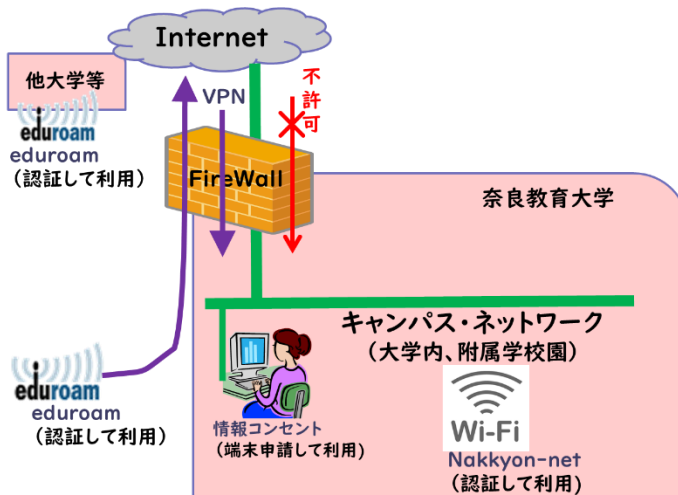 Internet
他大学等
eduroam
eduroam
(認証して利用)
VPN
不許可
FireWall
奈良教育大学
キャンパス・ネットワーク
(大学内、附属学校園)
eduroam
eduroam
(認証して利用)
情報コンセント
(端末申請して利用)
Wi-Fi
Nakkyon-net
(認証して利用)